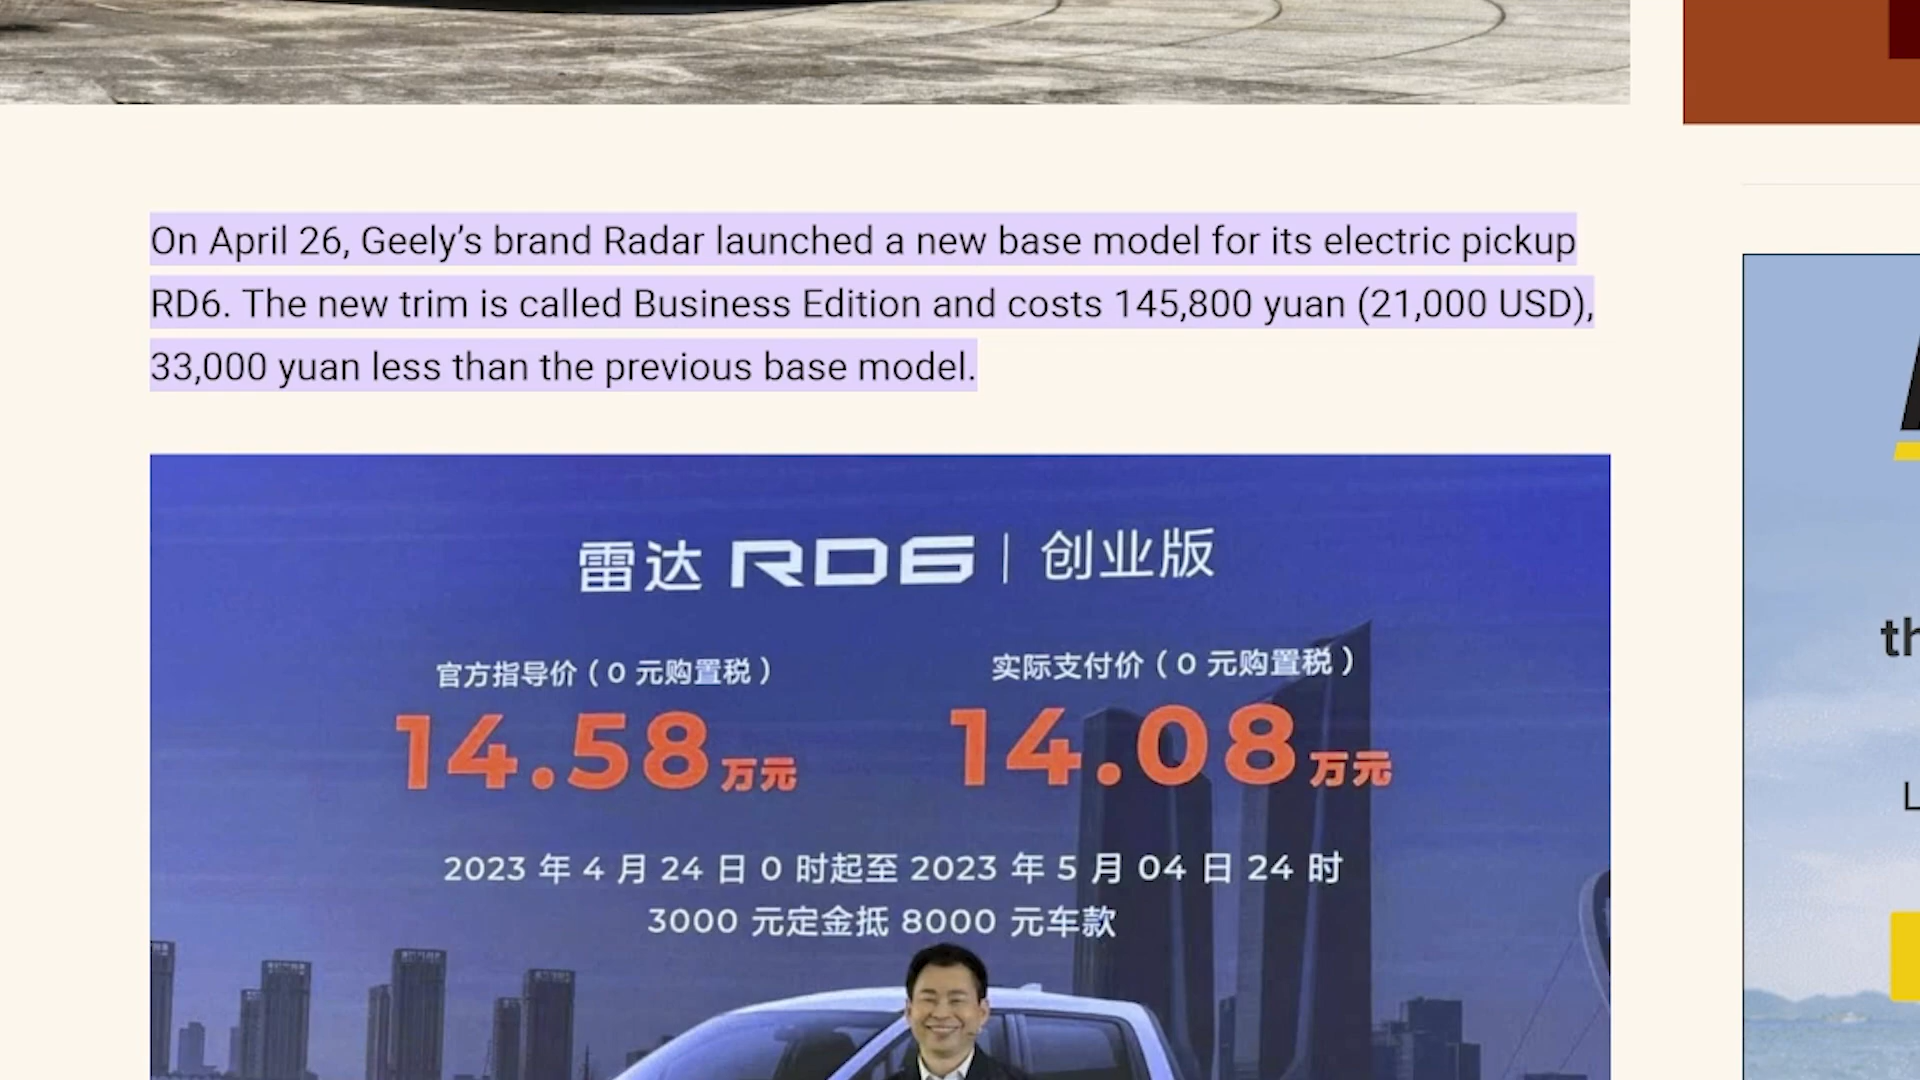 On April 26, Geely’s brand Radar launched a new base model for its electric pickup
RD6. The new trim is called Business Edition and costs 145,800 yuan (21,000 USD),
33,000 yuan less than the previous base model.
雷达 RD6 | 创业版
官方指导价(0 元购置税)
14.58万元
实际支付价(0 元购置税)
14.08万元
2023 年 4 月 24 日 0 时起至 2023 年 5 月 04 日 24 时
3000 元定金抵 8000 元车款